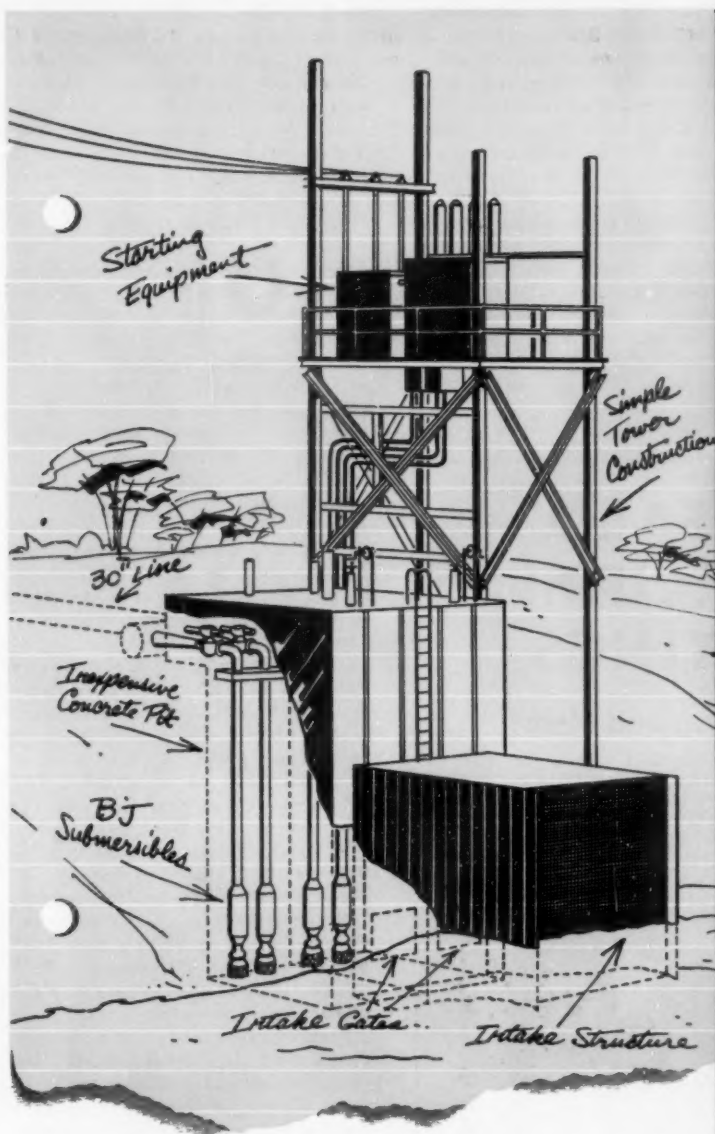 Starting
Equipment
Simple
Tower
Construction
30" Line
Inexpensive
Concrete Pit
BJ
Submersibles
Intake Gates
Intake Structure